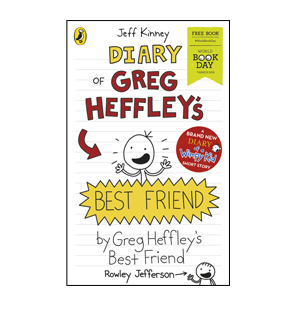 Jeff Kinney
FREE BOOK
WORLD
BOOK
DAY
DIARY
OF GREG
HEFFLEY'S
A
BRAND NEW
DIARY
of a
Wimpy Kid
SHORT STORY
BEST FRIEND
by Greg Heffley's
Best Friend
Rowley Jefferson